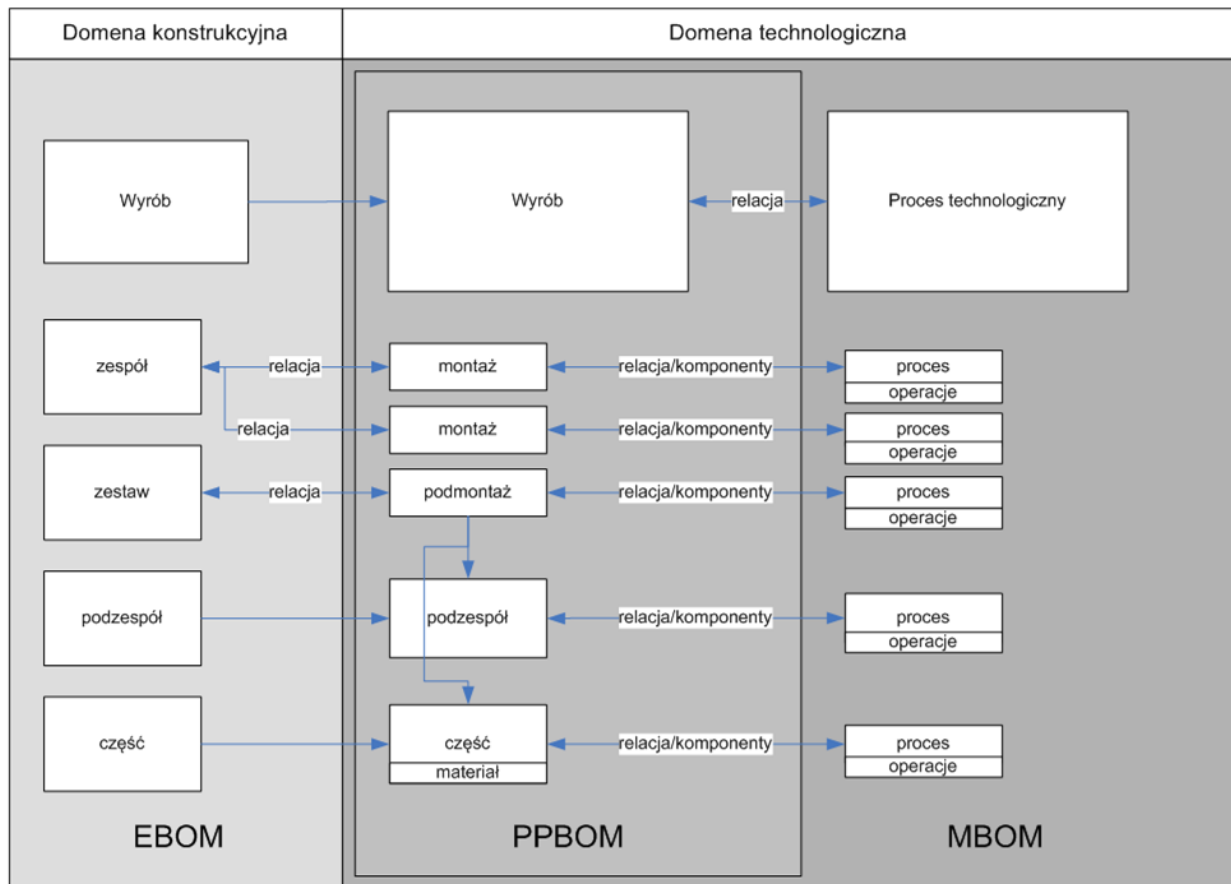 Domena konstrukcyjna
Domena technologiczna
Wyrób
Wyrób
relacja
Proces technologiczny
zespół
relacja
montaż
relacja/komponenty
proces
operacje
relacja
montaż
relacja/komponenty
proces
operacje
zestaw
relacja
podmontaż
relacja/komponenty
proces
operacje
podzespół
podzespół
relacja/komponenty
proces
operacje
część
część
materiał
relacja/komponenty
proces
operacje
EBOM
PPBOM
MBOM